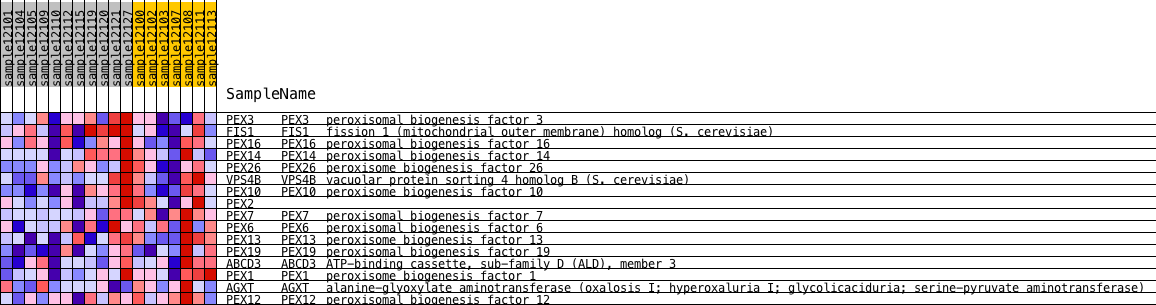 sample12101
sample12104
sample12105
sample12109
sample12110
sample12112
sample12115
sample12119
sample12120
sample12121
sample12127
sample12100
sample12102
sample12103
sample12107
sample12108
sample12111
sample12113
SampleName
PEX3 PEX3 peroxisomal biogenesis factor 3
FIS1 FIS1 fission 1 (mitochondrial outer membrane) homolog (S. cerevisiae)
PEX16 PEX16 peroxisomal biogenesis factor 16
PEX14 PEX14 peroxisomal biogenesis factor 14
PEX26 PEX26 peroxisome biogenesis factor 26
VPS4B VPS4B vacuolar protein sorting 4 homolog B (S. cerevisiae)
PEX10 PEX10 peroxisome biogenesis factor 10
PEX2
PEX7 PEX7 peroxisomal biogenesis factor 7
PEX6 PEX6 peroxisomal biogenesis factor 6
PEX13 PEX13 peroxisome biogenesis factor 13
PEX19 PEX19 peroxisomal biogenesis factor 19
ABCD3 ABCD3 ATP-binding cassette, sub-family D (ALD), member 3
PEX1 PEX1 peroxisome biogenesis factor 1
AGXT AGXT alanine-glyoxylate aminotransferase (oxalosis I; hyperoxaluria I; glycolicaciduria; serine-pyruvate aminotransferase)
PEX12 PEX12 peroxisomal biogenesis factor 12